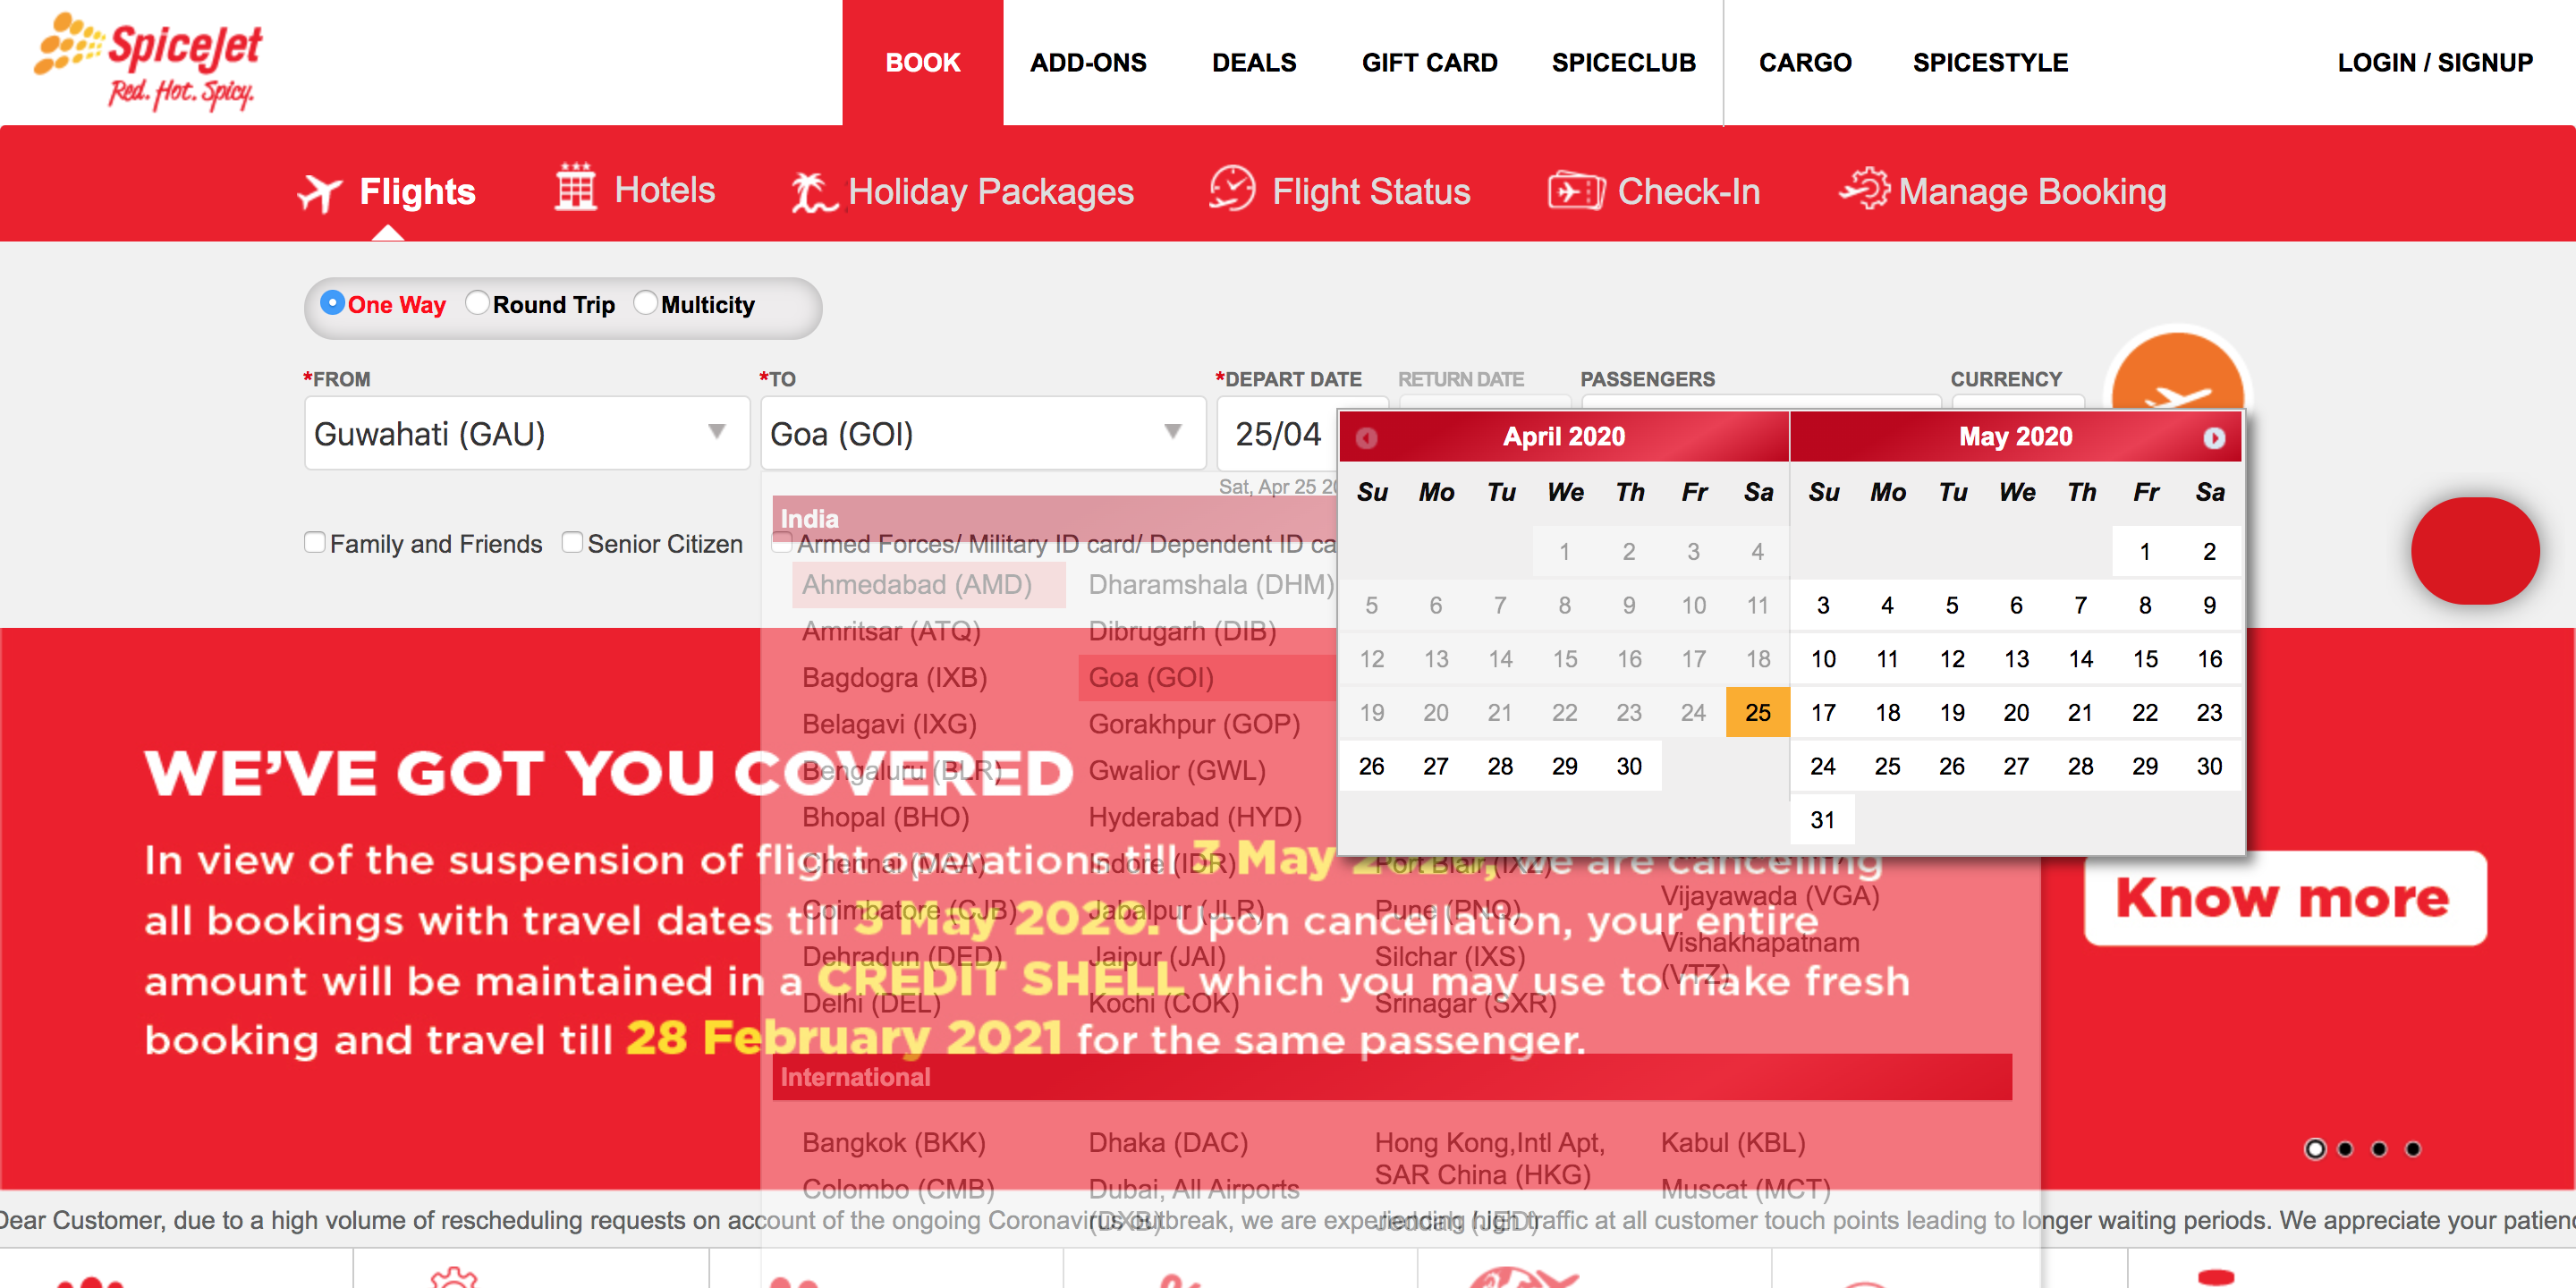 SpiceJet
Red. Hot. Spicy.
BOOK ADD-ONS DEALS GIFT CARD SPICECLUB CARGO SPICESTYLE LOGIN / SIGNUP
Flights Hotels Holiday Packages Flight Status Check-In Manage Booking
One Way Round Trip Multicity
*FROM *TO *DEPART DATE RETURN DATE PASSENGERS CURRENCY
Guwahati (GAU) Goa (GOI) 25/04
Sat, Apr 25
Family and Friends Senior Citizen Armed Forces/ Military ID card/ Dependent ID
India
Ahmedabad (AMD) Dharamshala (DHM)
Amritsar (ATQ) Dibrugarh (DIB)
Bagdogra (IXB) Goa (GOI)
Belagavi (IXG) Gorakhpur (GOP)
Bengaluru (BLR) Gwalior (GWL)
Bhopal (BHO) Hyderabad (HYD)
Chennai (MAA) Indore (IDR) Port Blair (IXZ)
Coimbatore (CJB) Jabalpur (JLR) Pune (PNQ) Vijayawada (VGA)
Dehradun (DED) Jaipur (JAI) Silchar (IXS) Vishakhapatnam
(VTZ)
Delhi (DEL) Kochi (COK) Srinagar (SXR)
International
Bangkok (BKK) Dhaka (DAC) Hong Kong,Intl Apt, Kabul (KBL)
SAR China (HKG)
Colombo (CMB) Dubai, All Airports Muscat (MCT)
(DXB) Jeddah (JED)
April 2020 May 2020
Su Mo Tu We Th Fr Sa Su Mo Tu We Th Fr Sa
1 2 3 4 1 2
5 6 7 8 9 10 11 3 4 5 6 7 8 9
12 13 14 15 16 17 18 10 11 12 13 14 15 16
19 20 21 22 23 24 25 17 18 19 20 21 22 23
26 27 28 29 30 24 25 26 27 28 29 30
31
WE'VE GOT YOU COVERED
In view of the suspension of flight operations till 3 May we are cancelling
all bookings with travel dates till 3 May 2020. Upon cancellation, your entire
amount will be maintained in a CREDIT SHELL which you may use to make fresh
booking and travel till 28 February 2021 for the same passenger.
Know more
Dear Customer, due to a high volume of rescheduling requests on account of the ongoing Coronavirus outbreak, we are experiencing high traffic at all customer touch points leading to longer waiting periods. We appreciate your